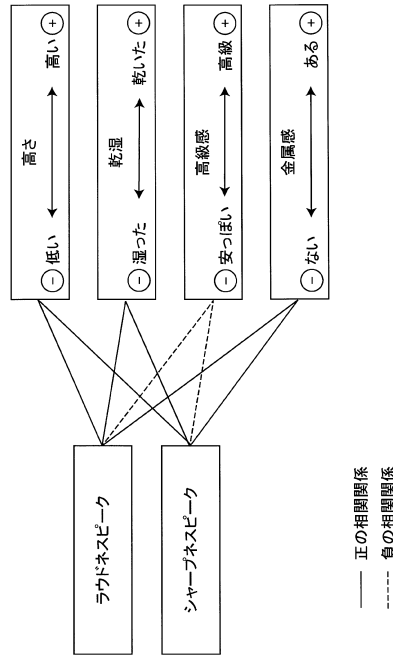 ラウドネスピーク
シャープネスピーク
高さ
− 低い 高い +
乾湿
− 湿った 乾いた +
高級感
− 安っぽい 高級 +
金属感
− ない ある +
正の相関関係
負の相関関係